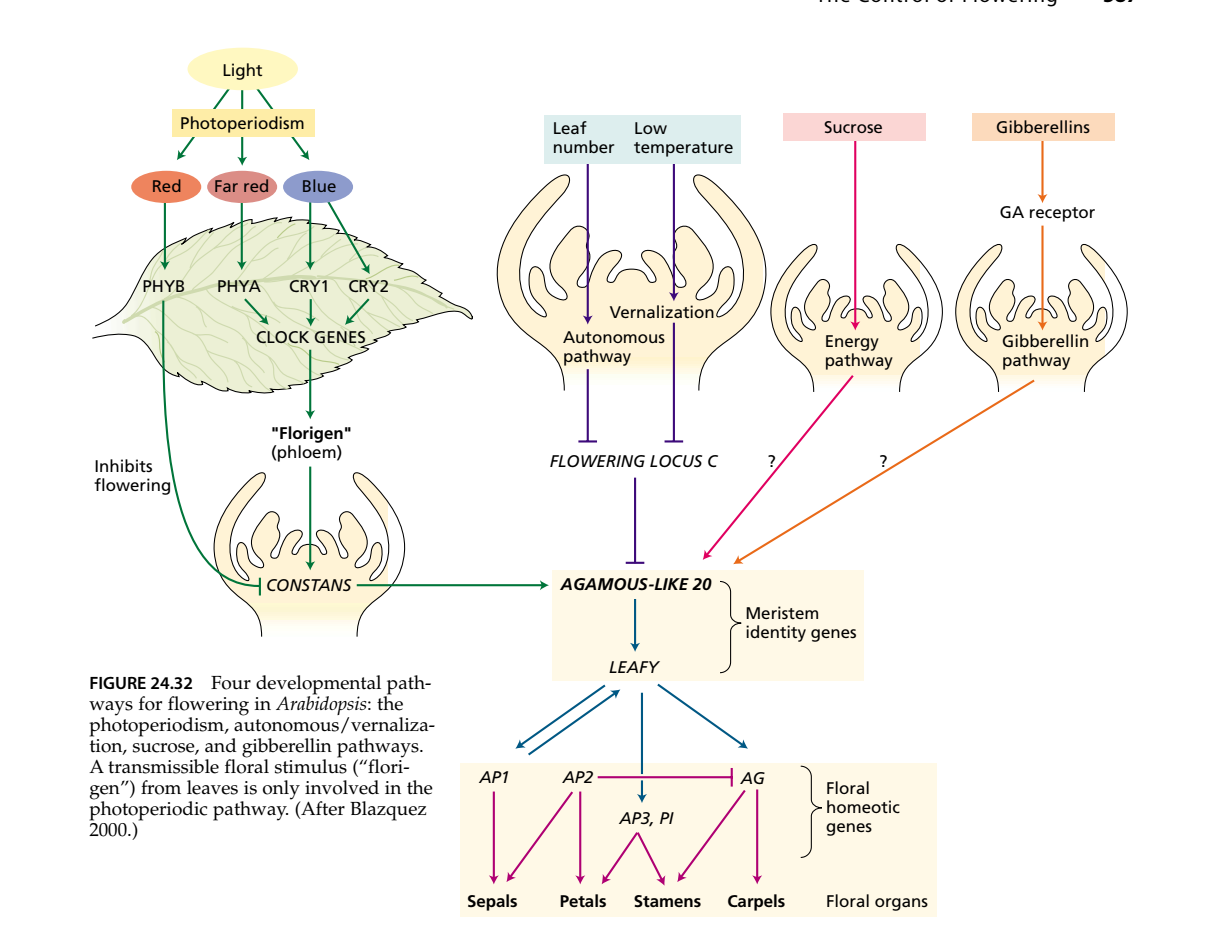 The Control of Flowering 587
Light
Photoperiodism
Red
Far red
Blue
PHYB
PHYA
CRY1
CRY2
CLOCK GENES
"Florigen"
(phloem)
Inhibits
flowering
CONSTANS
Leaf
number
Low
temperature
Vernalization
Autonomous
pathway
FLOWERING LOCUS C
Sucrose
Energy
pathway
?
Gibberellins
GA receptor
Gibberellin
pathway
?
AGAMOUS-LIKE 20
LEAFY
Meristem
identity genes
AP1
AP2
AG
AP3, PI
Floral
homeotic
genes
Sepals
Petals
Stamens
Carpels
Floral organs
FIGURE 24.32 Four developmental path-
ways for flowering in Arabidopsis: the
photoperiodism, autonomous/vernaliza-
tion, sucrose, and gibberellin pathways.
A transmissible floral stimulus (“flori-
gen”) from leaves is only involved in the
photoperiodic pathway. (After Blazquez
2000.)